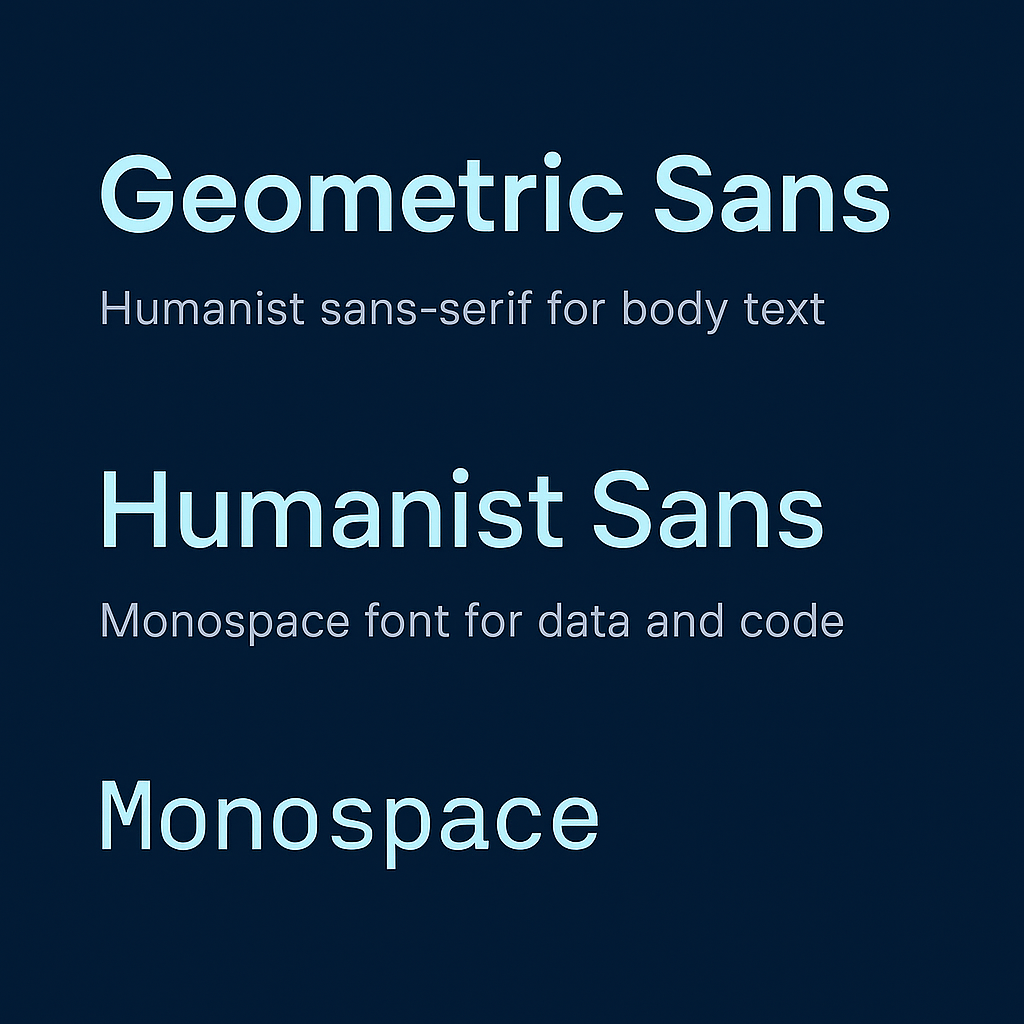 Geometric Sans
Humanist sans-serif for body text
Humanist Sans
Monospace font for data and code
Monospace